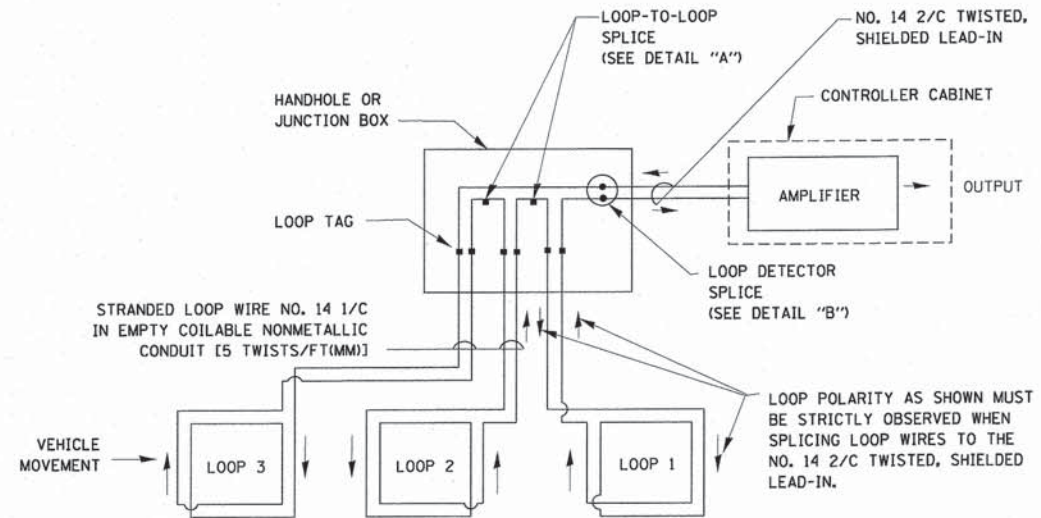 LOOP-TO-LOOP
SPLICE
(SEE DETAIL "A")
NO. 14 2/C TWISTED,
SHIELDED LEAD-IN
HANDHOLE OR
JUNCTION BOX
CONTROLLER CABINET
AMPLIFIER
OUTPUT
LOOP TAG
LOOP DETECTOR
SPLICE
(SEE DETAIL "B")
STRANDED LOOP WIRE NO. 14 1/C
IN EMPTY COILABLE NONMETALLIC
CONDUIT [5 TWISTS/FT(MM)]
LOOP POLARITY AS SHOWN MUST
BE STRICTLY OBSERVED WHEN
SPLICING LOOP WIRES TO THE
NO. 14 2/C TWISTED, SHIELDED
LEAD-IN.
VEHICLE
MOVEMENT
LOOP 3
LOOP 2
LOOP 1